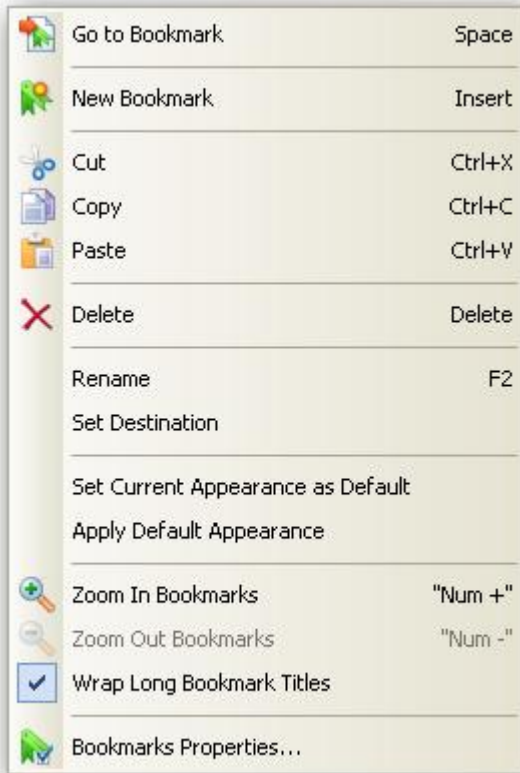 Go to Bookmark Space
New Bookmark Insert
Cut Ctrl+X
Copy Ctrl+C
Paste Ctrl+V
Delete Delete
Rename F2
Set Destination
Set Current Appearance as Default
Apply Default Appearance
Zoom In Bookmarks "Num +"
Zoom Out Bookmarks "Num -"
Wrap Long Bookmark Titles
Bookmarks Properties...